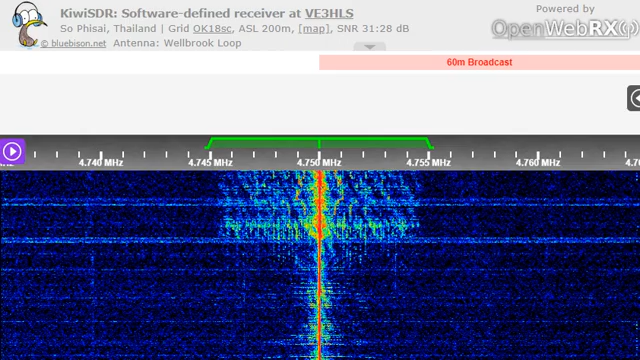 KiwiSDR: Software-defined receiver at VE3HLS
Powered by
So Phisai, Thailand | Grid OK18sc, ASL 200m, [map], SNR 31:28 dB
OpenWebRX
© bluebison.net Antenna: Wellbrook Loop
60m Broadcast
4.740 MHz 4.745 MHz 4.750 MHz 4.755 MHz 4.760 MHz